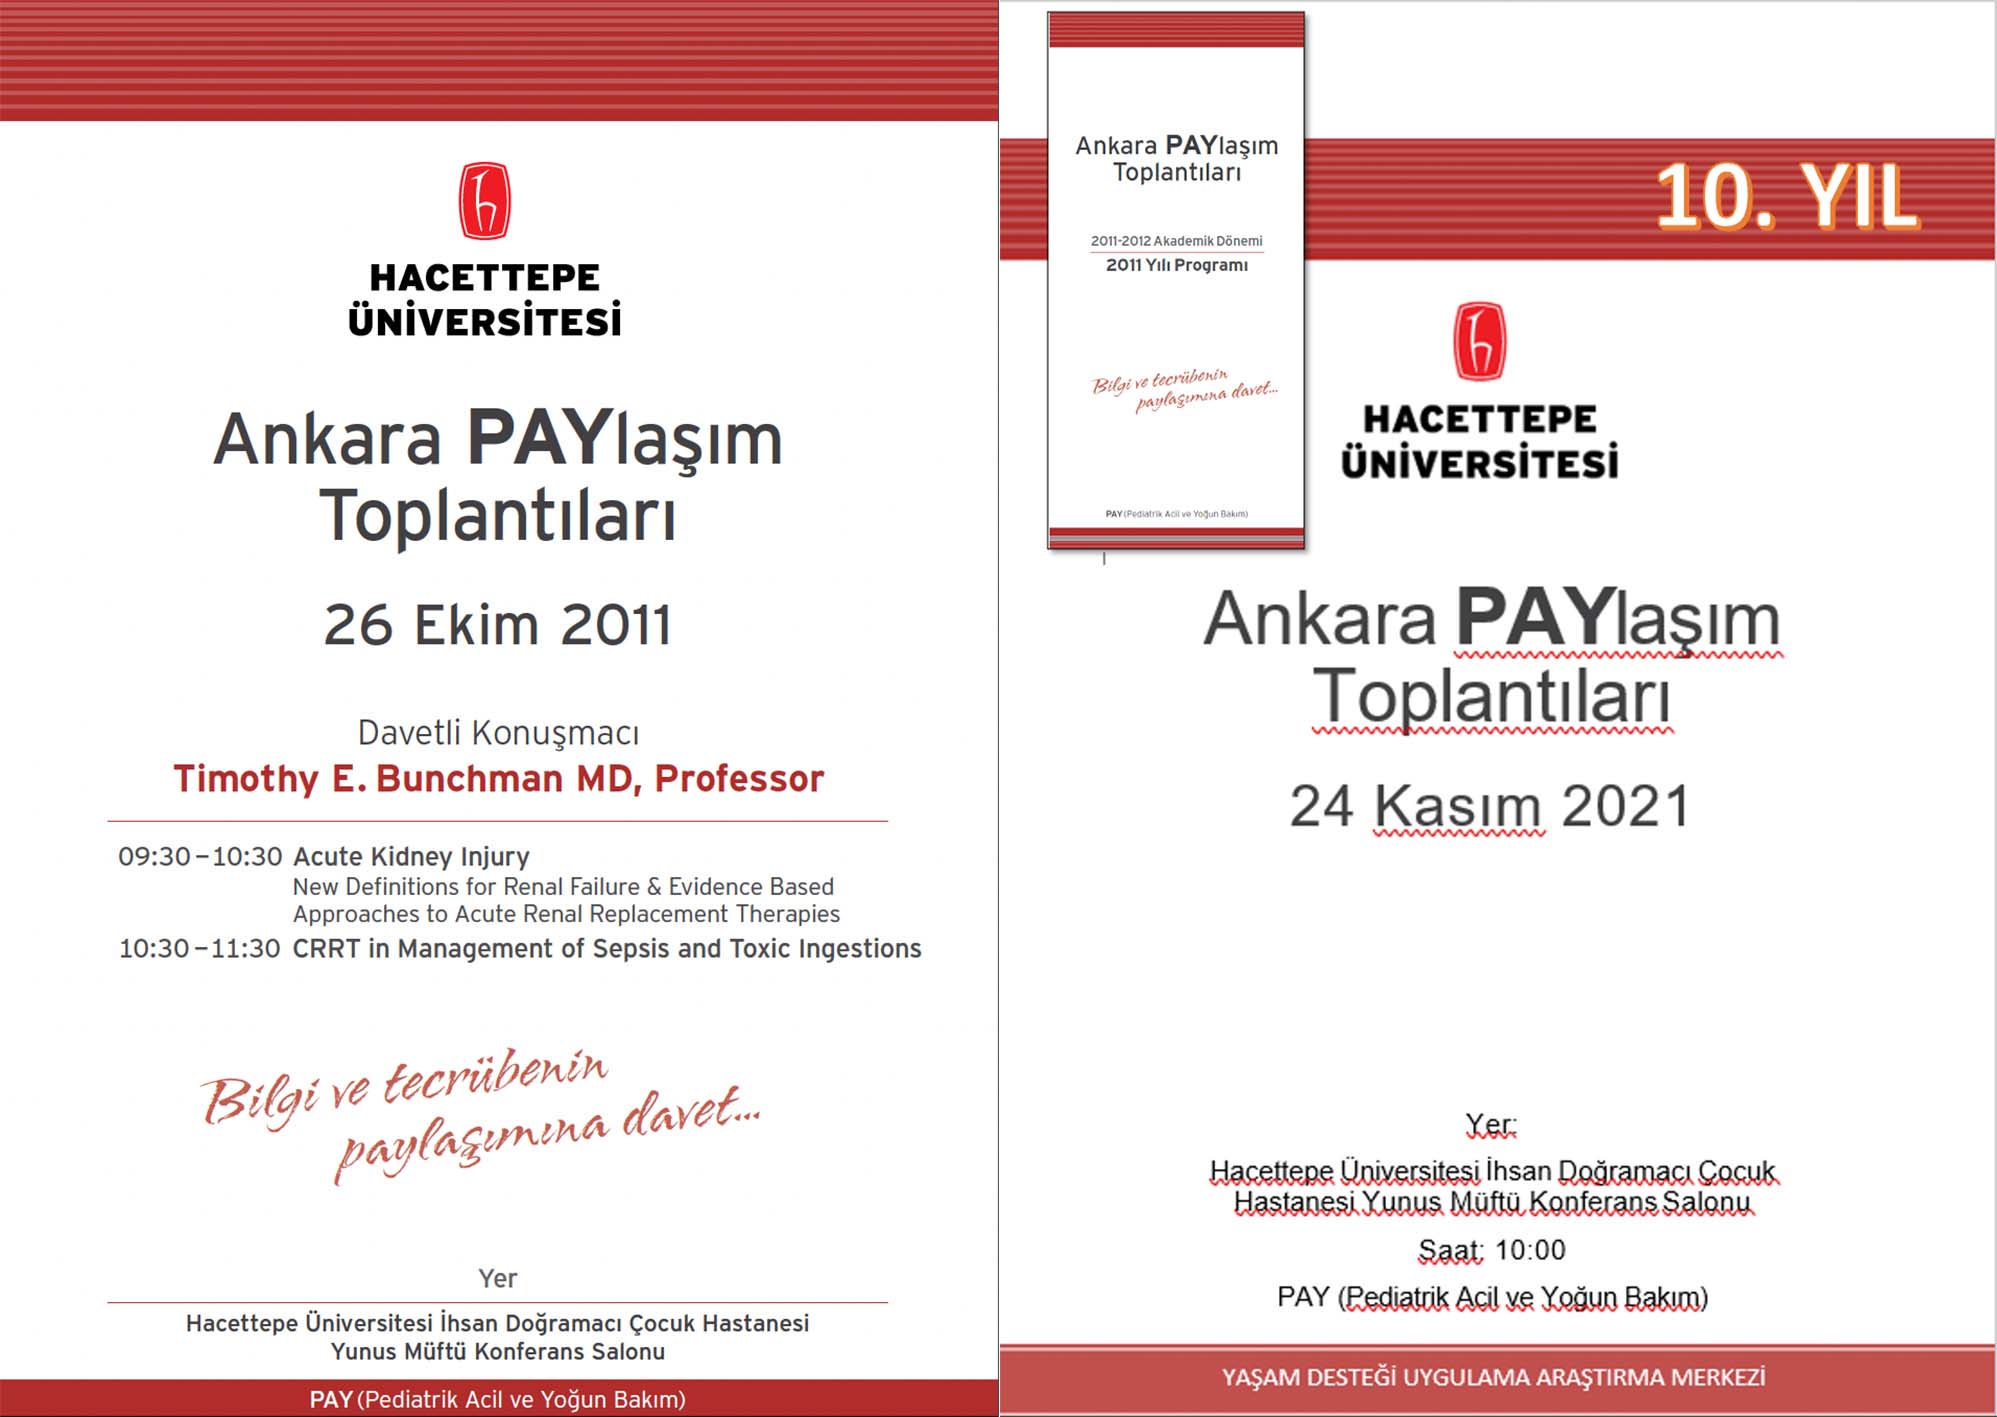 HACETTEPE
ÜNİVERSİTESİ
Ankara PAYlaşım
Toplantıları
26 Ekim 2011
Davetli Konuşmacı
Timothy E. Bunchman MD, Professor
09:30–10:30 Acute Kidney Injury
New Definitions for Renal Failure & Evidence Based
Approaches to Acute Renal Replacement Therapies
10:30–11:30 CRRT in Management of Sepsis and Toxic Ingestions
Bilgi ve tecrübenin
paylaşımına davet...
Yer
Hacettepe Üniversitesi İhsan Doğramacı Çocuk Hastanesi
Yunus Müftü Konferans Salonu
PAY (Pediatrik Acil ve Yoğun Bakım)
Ankara PAYlaşım
Toplantıları
2011-2012 Akademik Dönemi
2011 Yılı Programı
Bilgi ve tecrübenin
paylaşımına davet...
PAY (Pediatrik Acil ve Yoğun Bakım)
10. YIL
HACETTEPE
ÜNİVERSİTESİ
Ankara PAYlaşım
Toplantıları
24 Kasım 2021
Yer:
Hacettepe Üniversitesi İhsan Doğramacı Çocuk
Hastanesi Yunus Müftü Konferans Salonu
Saat: 10:00
PAY (Pediatrik Acil ve Yoğun Bakım)
YAŞAM DESTEĞİ UYGULAMA ARAŞTIRMA MERKEZİ